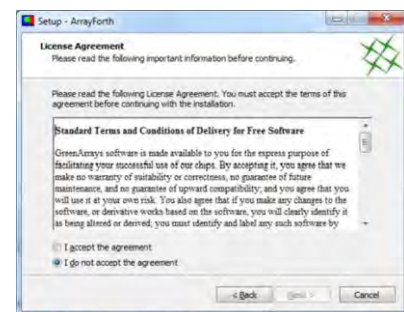 Setup - ArrayForth
License Agreement
Please read the following important information before continuing.
Please read the following License Agreement. You must accept the terms of this
agreement before continuing with the installation.
Standard Terms and Conditions of Delivery for Free Software
GreenArrays software is made available to you for the express purpose of
facilitating your successful use of our chips. By accepting it, you agree that we
make no warranty of suitability or correctness, no guarantee of future
maintenance, and no guarantee of upward compatibility; and you agree that you
will use it at your own risk. You also agree that if you make any changes to the
software, or derivative works based on the software, you will clearly identify it
as being altered or derived; you must identify and label any such software by
I accept the agreement
I do not accept the agreement
< Back
Next >
Cancel